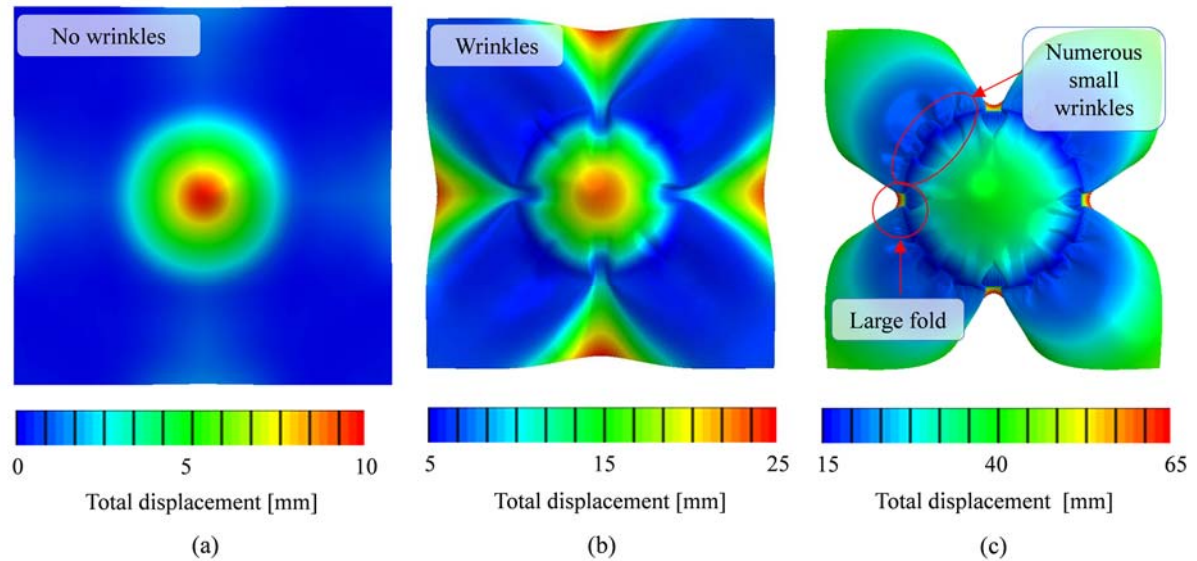 No wrinkles
Wrinkles
Numerous
small
wrinkles
Large fold
0 5 10
Total displacement [mm]
(a)
5 15 25
Total displacement [mm]
(b)
15 40 65
Total displacement [mm]
(c)